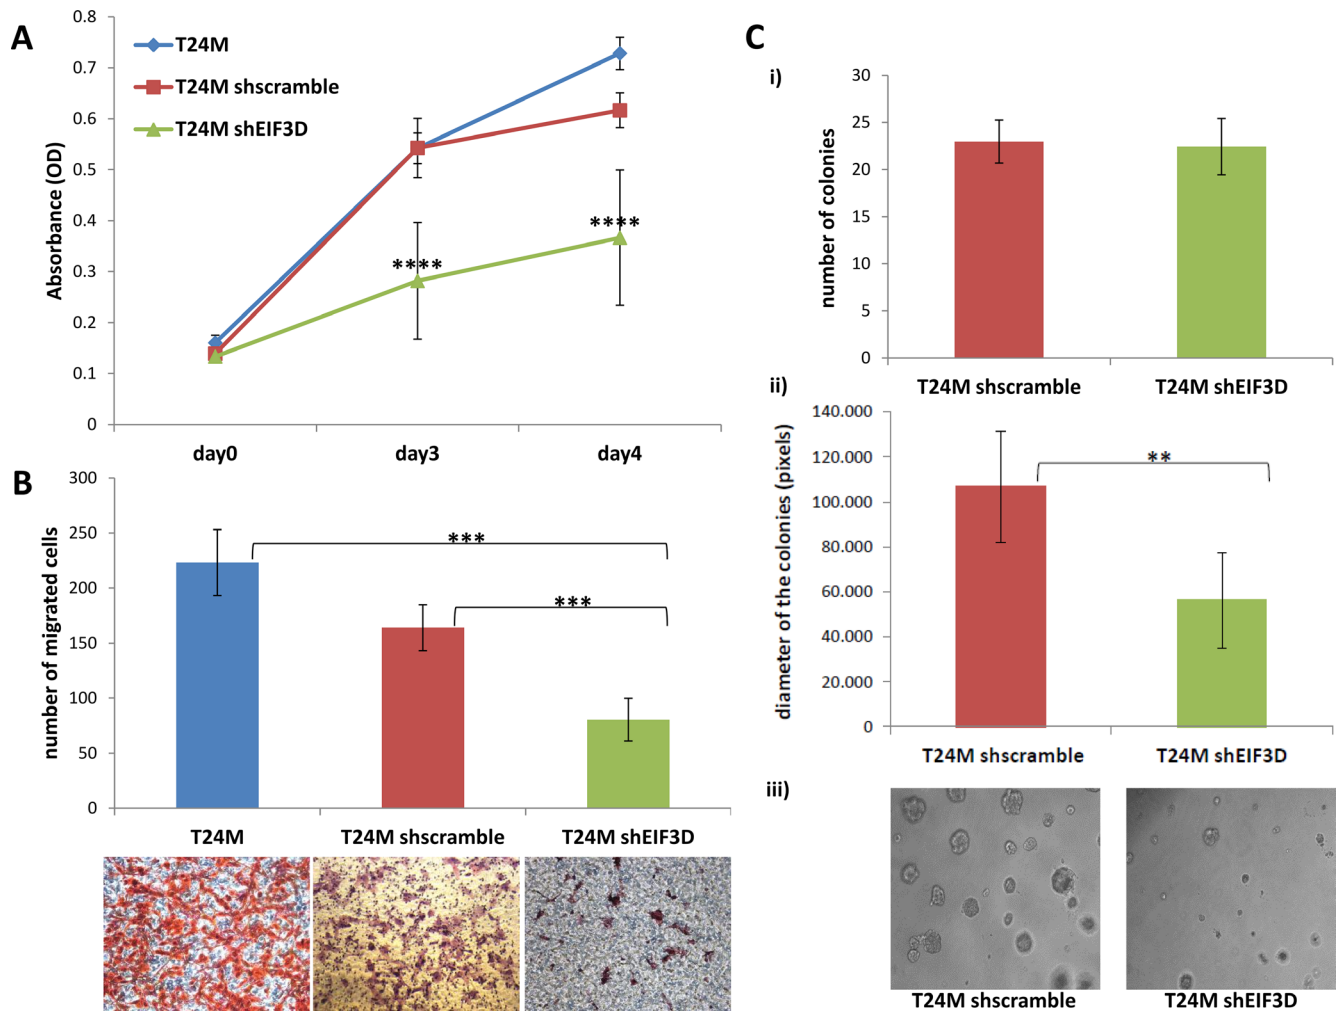 A
T24M
T24M shscramble
T24M shEIF3D
Absorbance (OD)
0.8
0.7
0.6
0.5
0.4
0.3
0.2
0.1
0
****
****
day0
day3
day4
B
number of migrated cells
300
250
200
150
100
50
0
***
***
T24M
T24M shscramble
T24M shEIF3D
C
i)
number of colonies
30
25
20
15
10
5
0
T24M shscramble
T24M shEIF3D
ii)
diameter of the colonies (pixels)
140.000
120.000
100.000
80.000
60.000
40.000
20.000
0
**
T24M shscramble
T24M shEIF3D
iii)
T24M shscramble
T24M shEIF3D